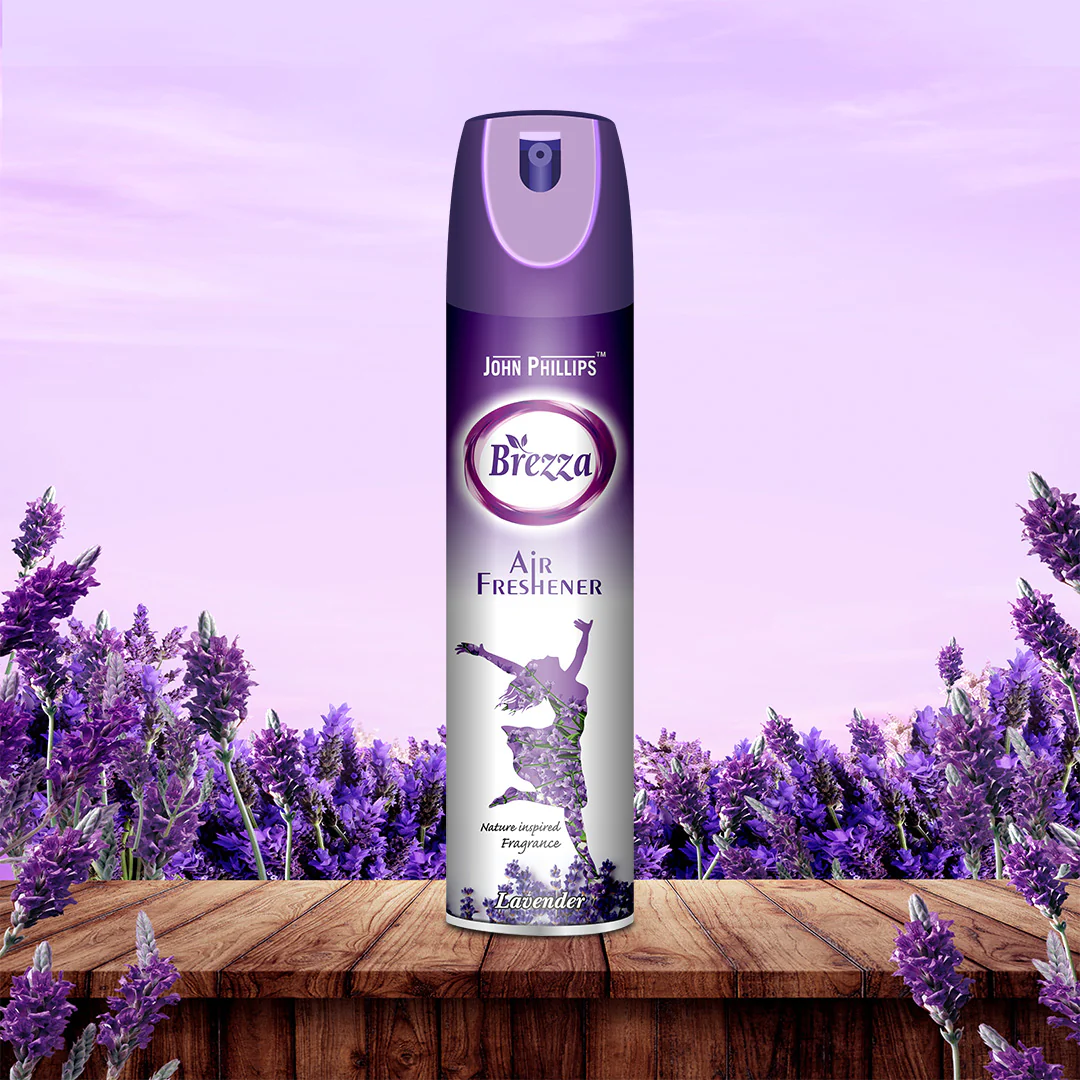 JOHN PHILLIPS™
Brezza
AiR
FRESHENER
Nature inspired
Fragrance
Lavender